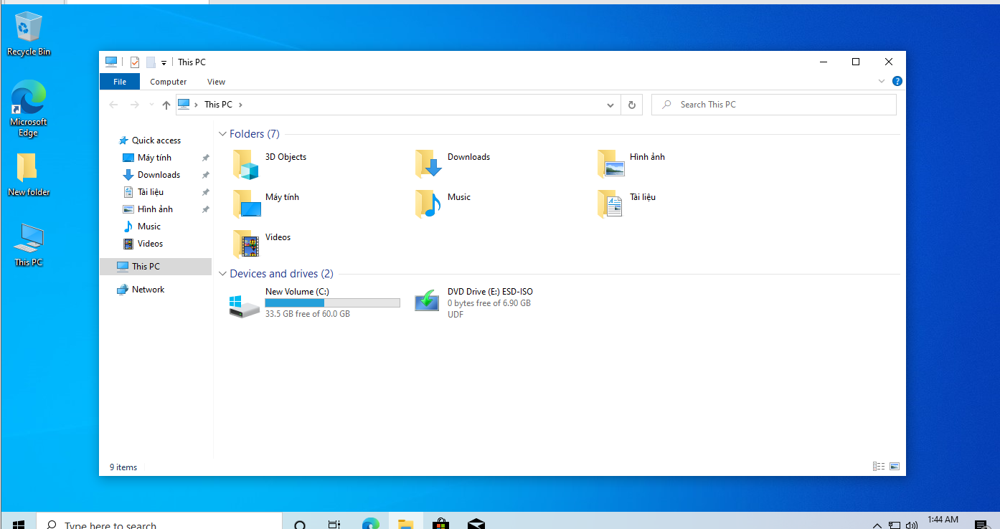 Recycle Bin
Microsoft
Edge
New folder
This PC
This PC
File
Computer
View
?
This PC
Search This PC
Quick access
Máy tính
Downloads
Tài liệu
Hình ảnh
Music
Videos
This PC
Network
Folders (7)
3D Objects
Downloads
Hình ảnh
Máy tính
Music
Tài liệu
Videos
Devices and drives (2)
New Volume (C:)
33.5 GB free of 60.0 GB
DVD Drive (E:) ESD-ISO
0 bytes free of 6.90 GB
UDF
9 items
Type here to search
1:44 AM